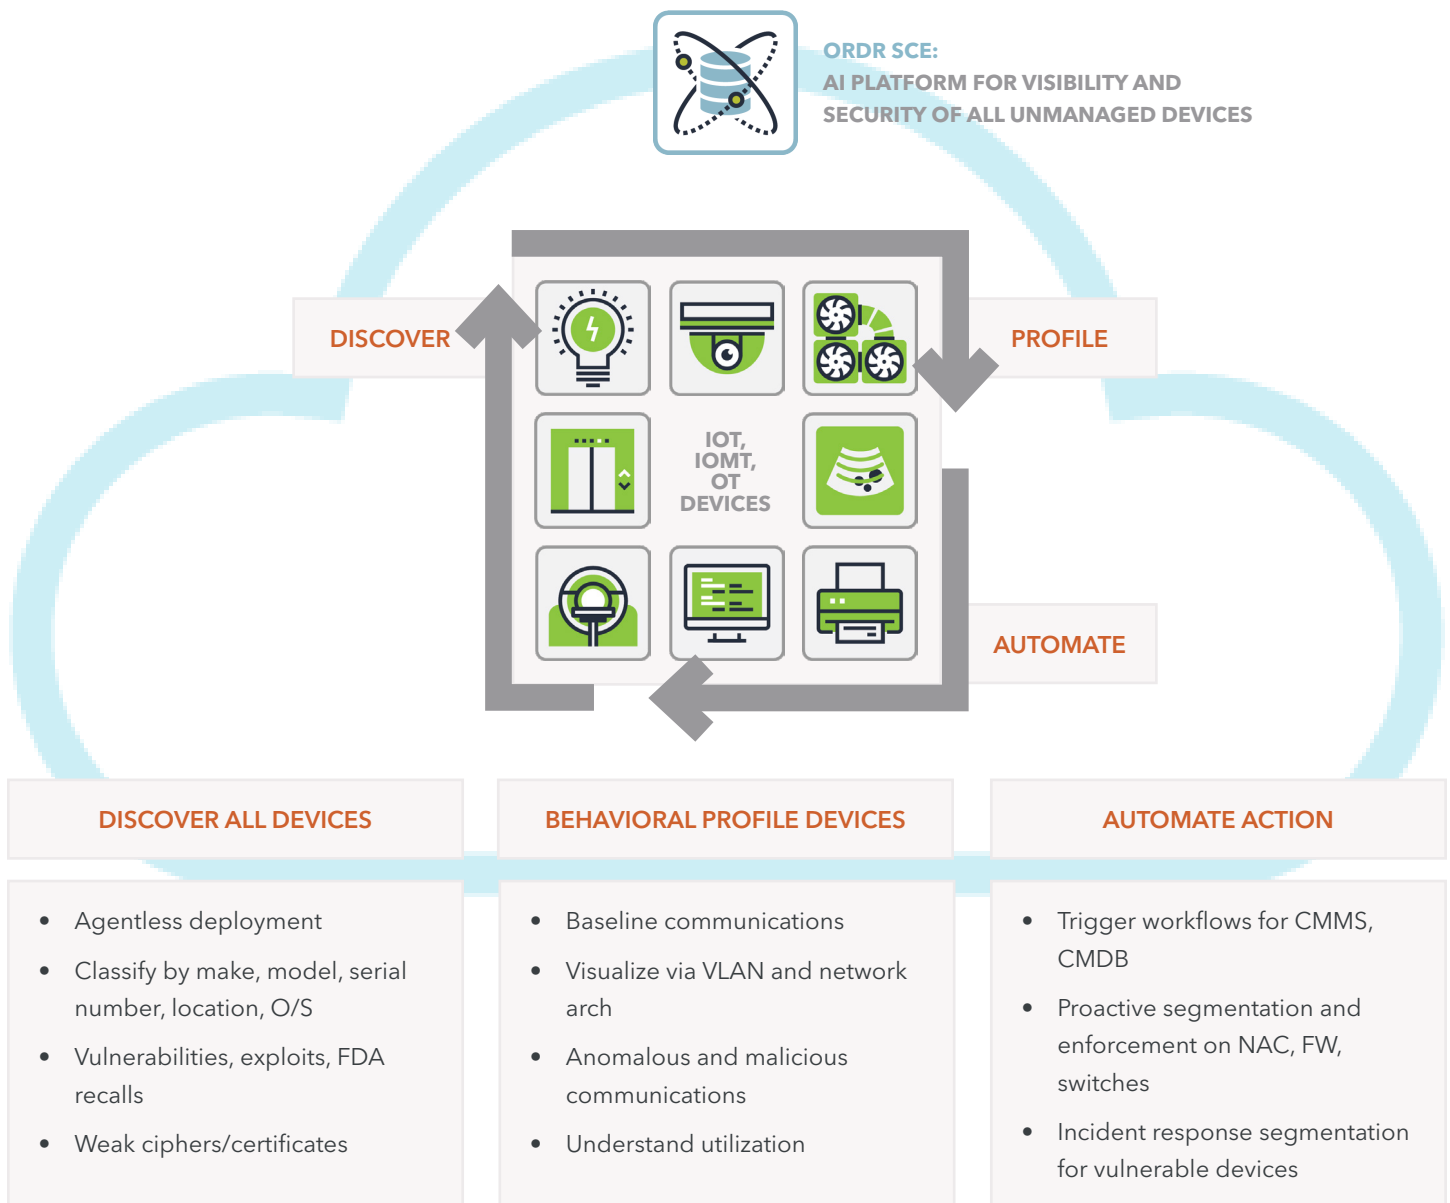 ORDR SCE:
AI PLATFORM FOR VISIBILITY AND
SECURITY OF ALL UNMANAGED DEVICES
DISCOVER
PROFILE
IOT,
IOMT,
OT
DEVICES
AUTOMATE
DISCOVER ALL DEVICES
• Agentless deployment
• Classify by make, model, serial
number, location, O/S
• Vulnerabilities, exploits, FDA
recalls
• Weak ciphers/certificates
BEHAVIORAL PROFILE DEVICES
• Baseline communications
• Visualize via VLAN and network
arch
• Anomalous and malicious
communications
• Understand utilization
AUTOMATE ACTION
• Trigger workflows for CMMS,
CMDB
• Proactive segmentation and
enforcement on NAC, FW,
switches
• Incident response segmentation
for vulnerable devices